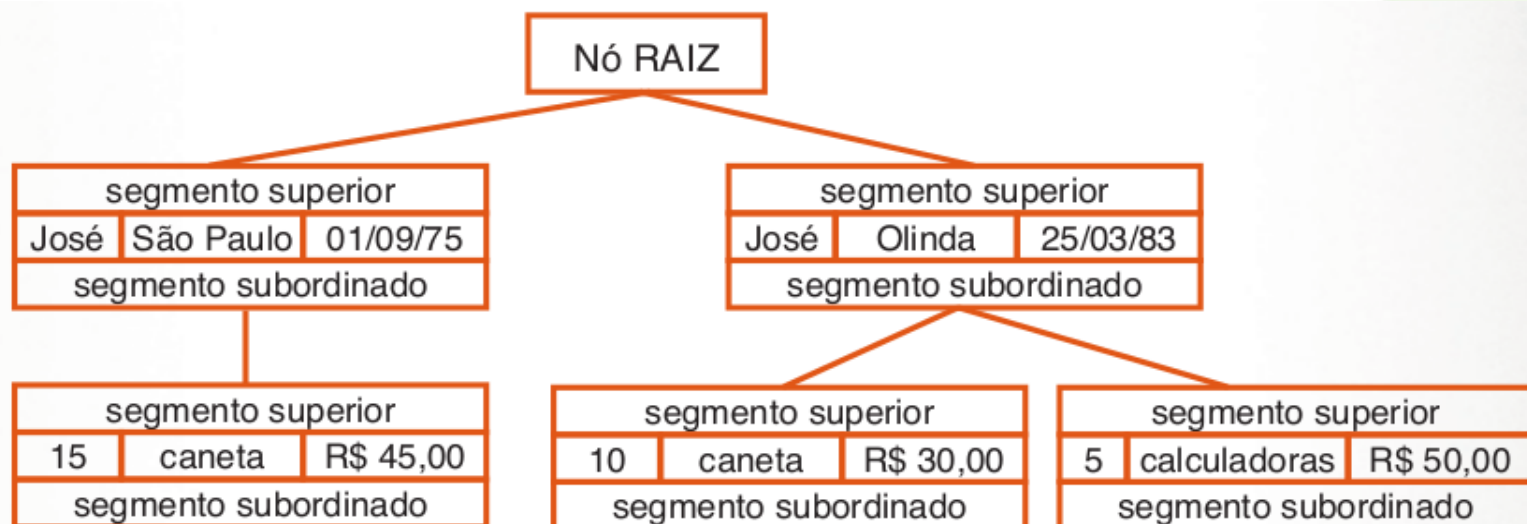 Nó RAIZ
segmento superior
José São Paulo 01/09/75
segmento subordinado
segmento superior
José Olinda 25/03/83
segmento subordinado
segmento superior
15 caneta R$ 45,00
segmento subordinado
segmento superior
10 caneta R$ 30,00
segmento subordinado
segmento superior
5 calculadoras R$ 50,00
segmento subordinado